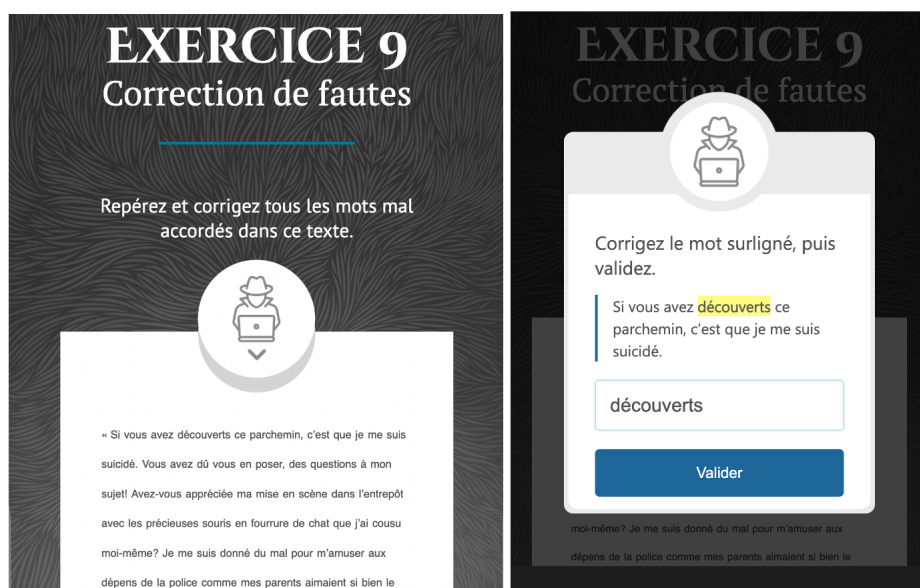 EXERCICE 9
Correction de fautes
Repérez et corrigez tous les mots mal
accordés dans ce texte.
« Si vous avez découverts ce parchemin, c'est que je me suis
suicidé. Vous avez dû vous en poser, des questions à mon
sujet! Avez-vous appréciée ma mise en scène dans l'entrepôt
avec les précieuses souris en fourrure de chat que j'ai cousu
moi-même? Je me suis donné du mal pour m'amuser aux
dépens de la police comme mes parents aimaient si bien le
EXERCICE 9
Correction de fautes
Corrigez le mot surligné, puis
validez.
Si vous avez découverts ce
parchemin, c'est que je me suis
suicidé.
découverts
Valider
moi-même? Je me suis donné du mal pour m'amuser aux
dépens de la police comme mes parents aimaient si bien le